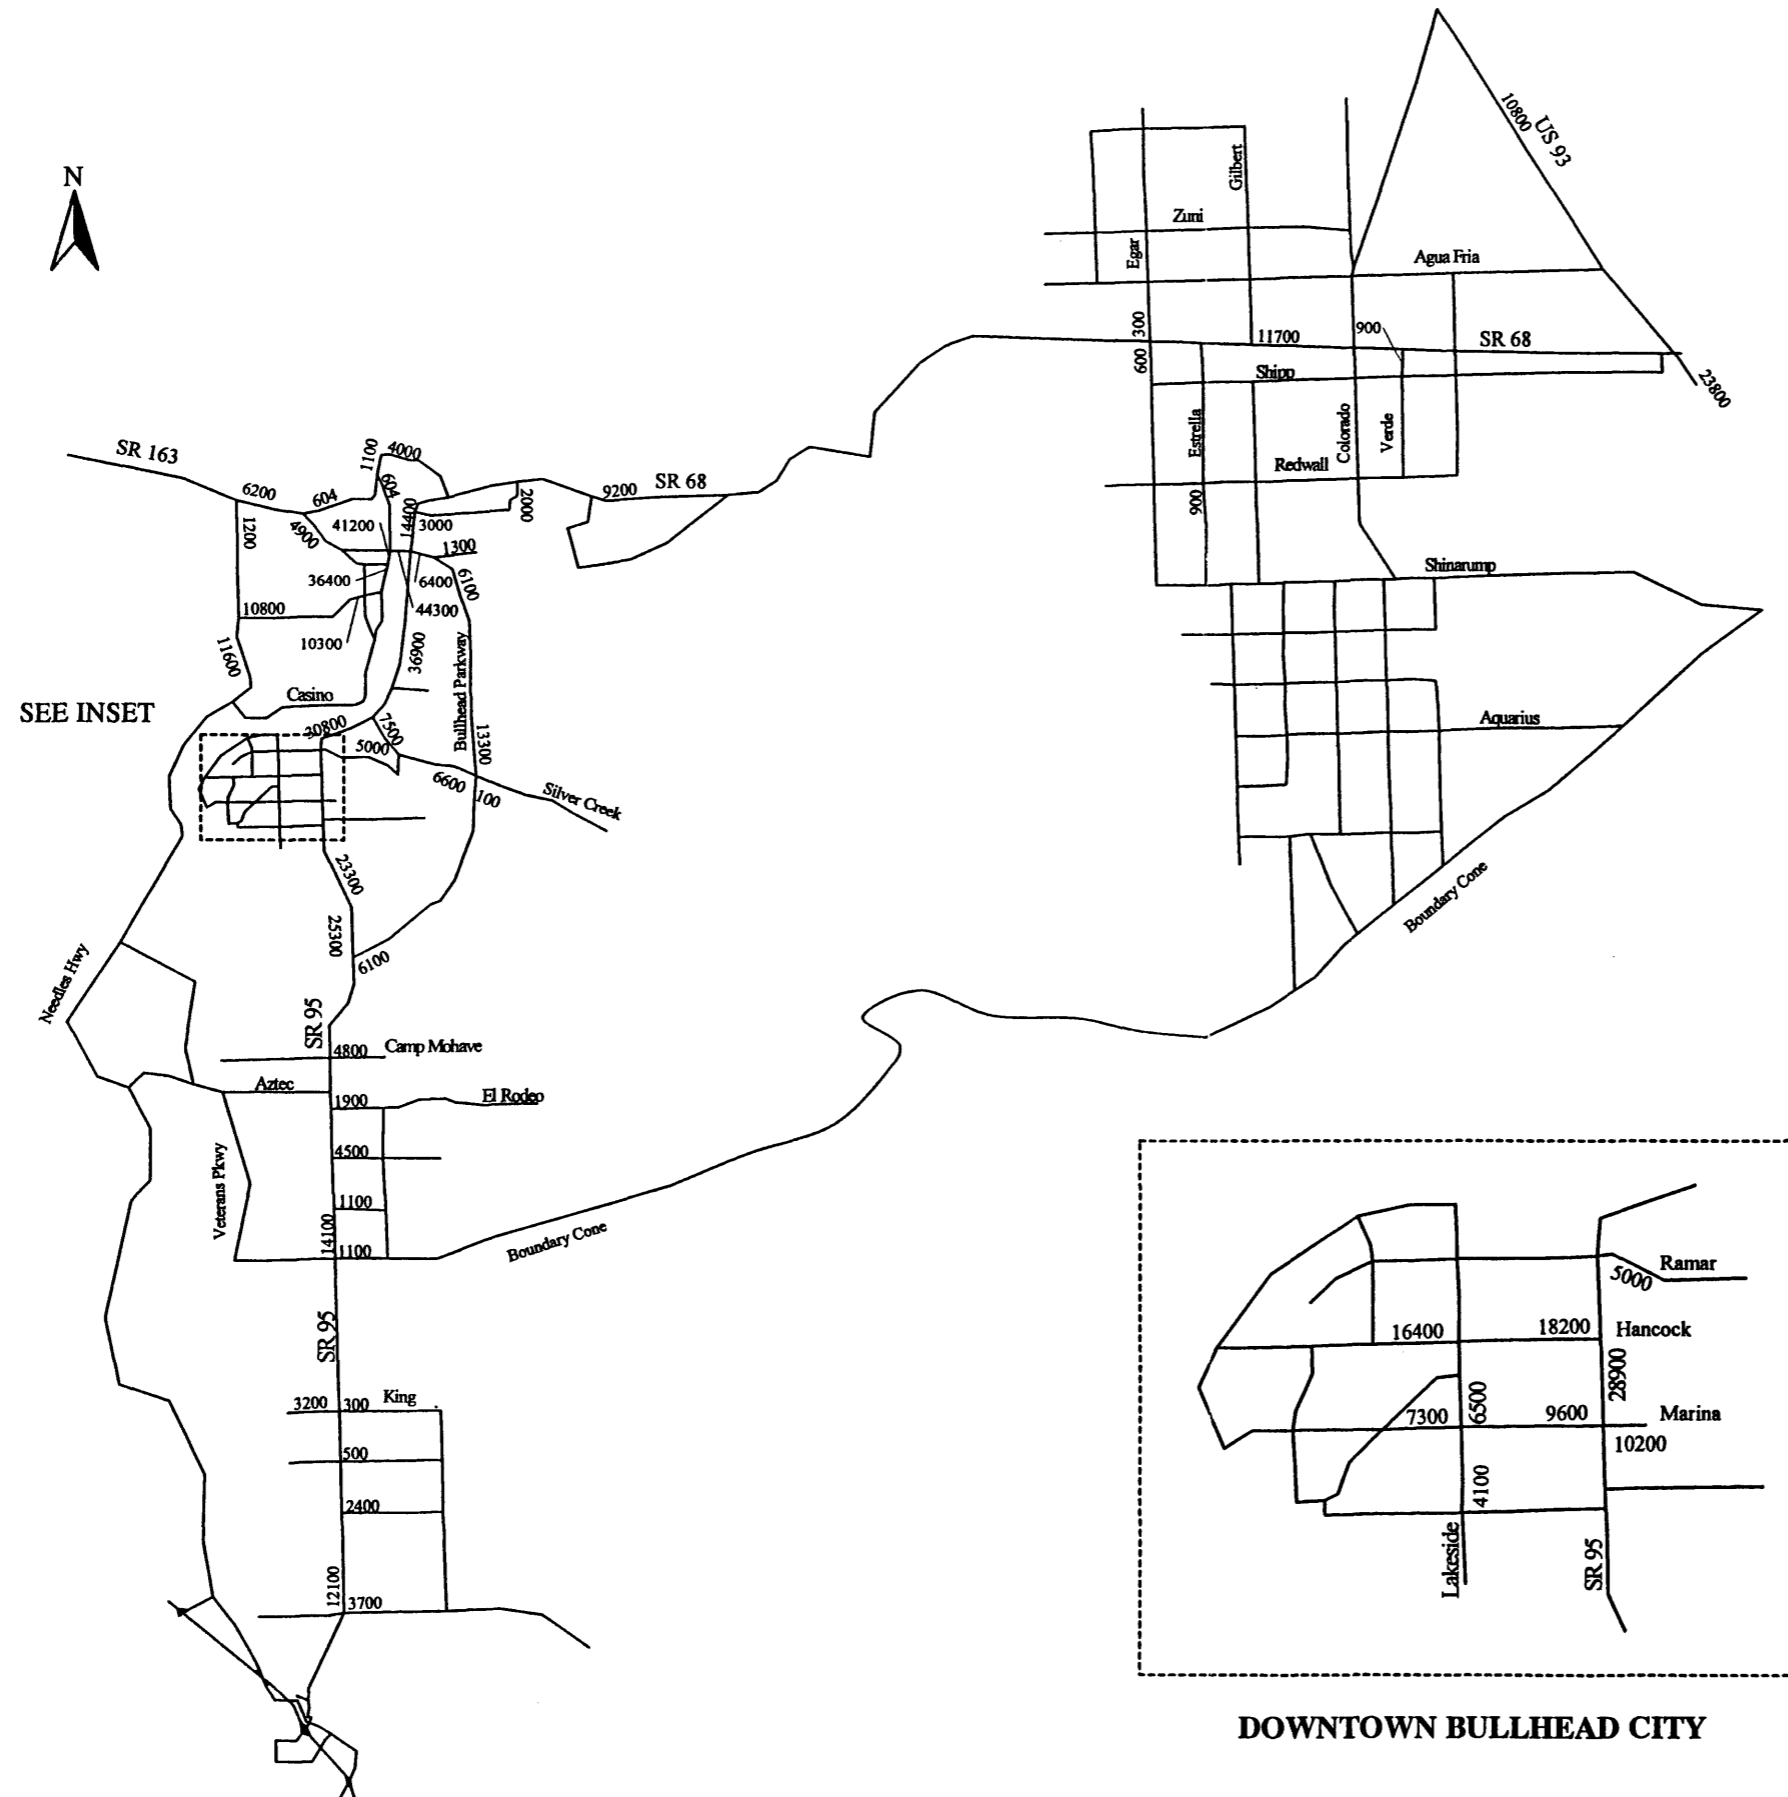 N
10800
US 93
Gilbert
Zuni
Egar
Agua Fria
300
11700
900
SR 68
600
Shipp
23800
Estrella
Colorado
Verde
Redwall
900
Shinarump
Aquarius
Boundary Cone
SR 163
1100
4000
6200
604
604
9200
SR 68
2000
1200
4900
41200
14400
3000
1300
36400
6400
6100
10800
44300
10300
11600
36900
Bullhead Parkway
SEE INSET
Casino
30800
7500
5000
13300
6600
100
Silver Creek
23300
25300
6100
Needles Hwy
SR 95
4800
Camp Mohave
Aztec
1900
El Rodeo
4500
Veterans Pkwy
1100
14100
1100
Boundary Cone
SR 95
3200
300
King
500
2400
12100
3700
Ramar
5000
16400
18200
Hancock
28900
6500
7300
9600
Marina
10200
4100
Lakeside
SR 95
DOWNTOWN BULLHEAD CITY